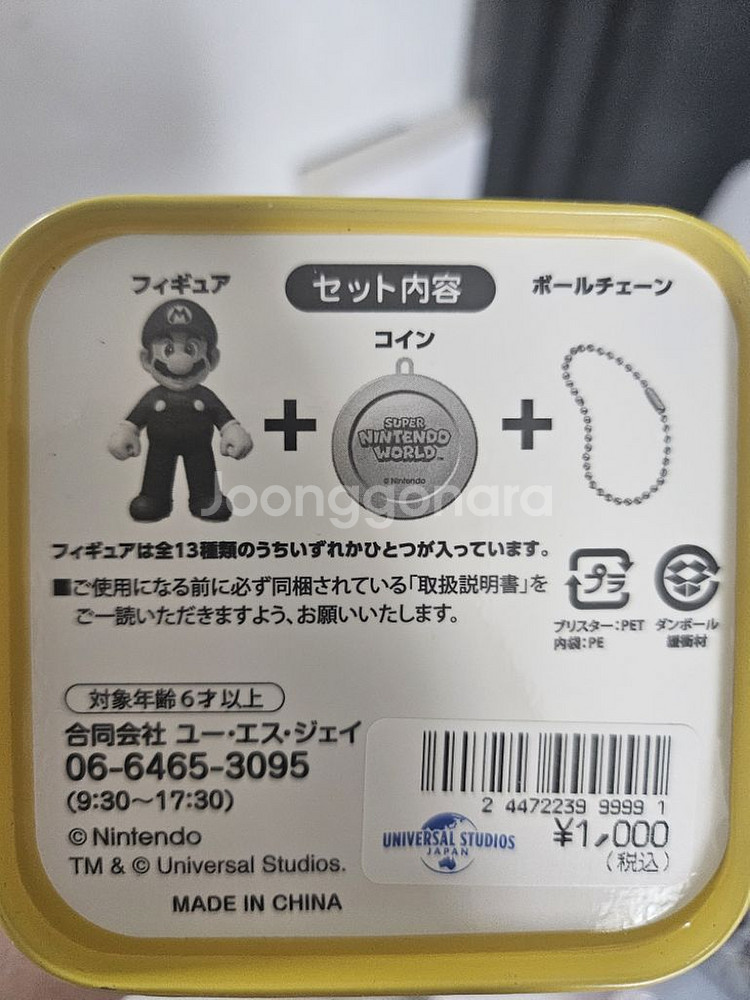 フィギュア
セット内容
ボールチェーン
コイン
M
SUPER
NINTENDO
WORLD™
© Nintendo
Joonggonara
フィギュアは全13種類のうちいずれかひとつが入っています。
■ご使用になる前に必ず同梱されている「取扱説明書」を
ご一読いただきますよう、お願いいたします。
プラ
ブリスター：PET
内袋：PE
ダンボール
緩衝材
対象年齢6才以上
合同会社 ユー・エス・ジェイ
06-6465-3095
(9:30～17:30)
© Nintendo
TM & © Universal Studios.
MADE IN CHINA
2 4472239 9999 1
UNIVERSAL STUDIOS
JAPAN
¥1,000
(税込)